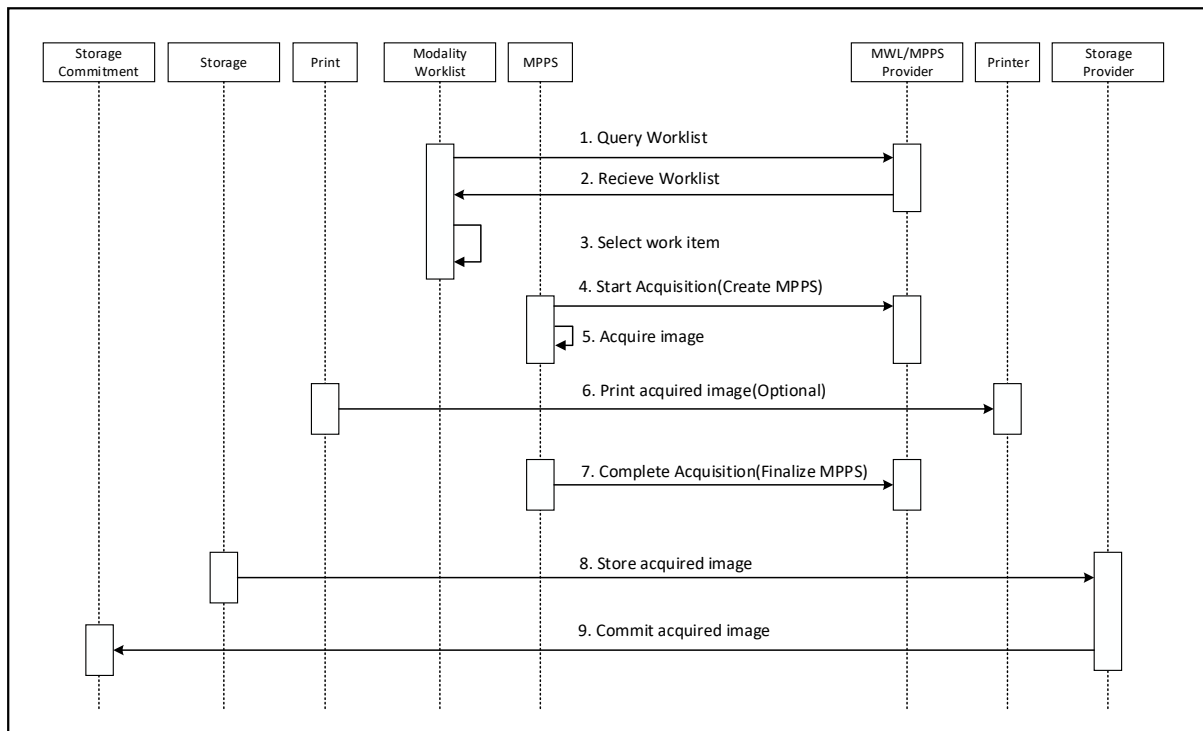 Storage
Commitment
Storage
Print
Modality
Worklist
MPPS
MWL/MPPS
Provider
Printer
Storage
Provider
1. Query Worklist
2. Recieve Worklist
3. Select work item
4. Start Acquisition(Create MPPS)
5. Acquire image
6. Print acquired image(Optional)
7. Complete Acquisition(Finalize MPPS)
8. Store acquired image
9. Commit acquired image